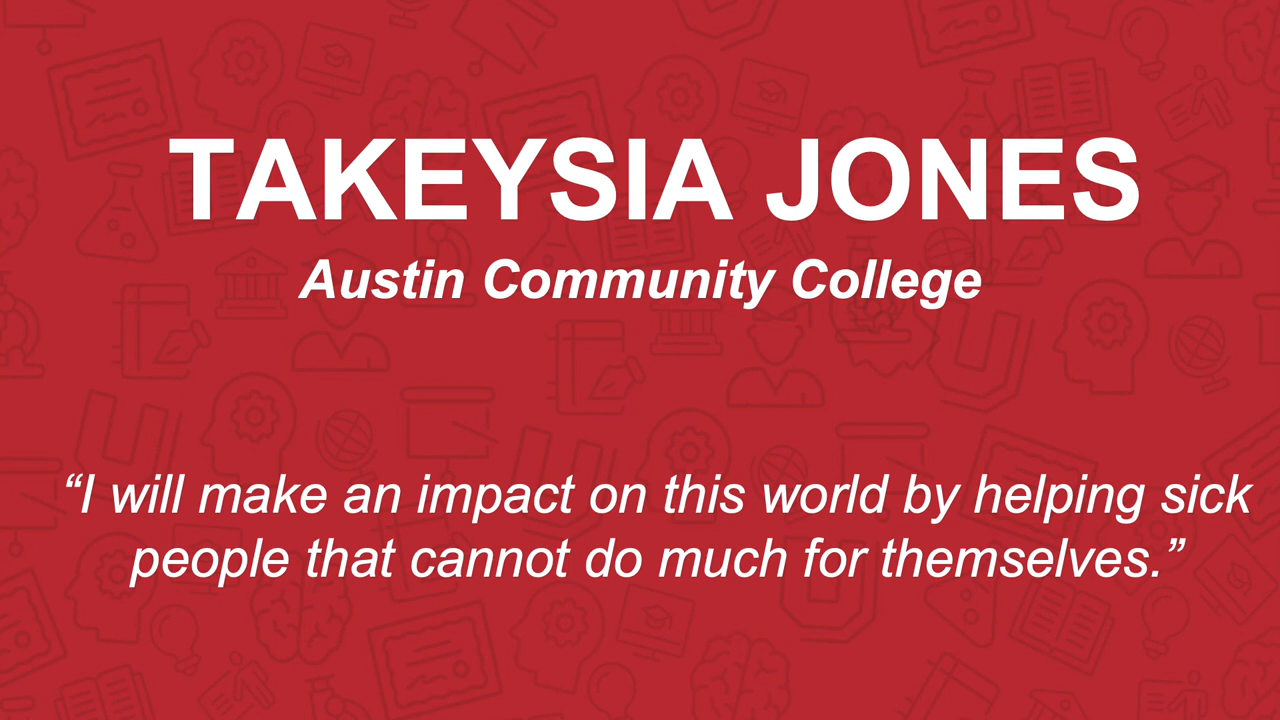 TAKEYSIA JONES
Austin Community College
“I will make an impact on this world by helping sick
people that cannot do much for themselves.”